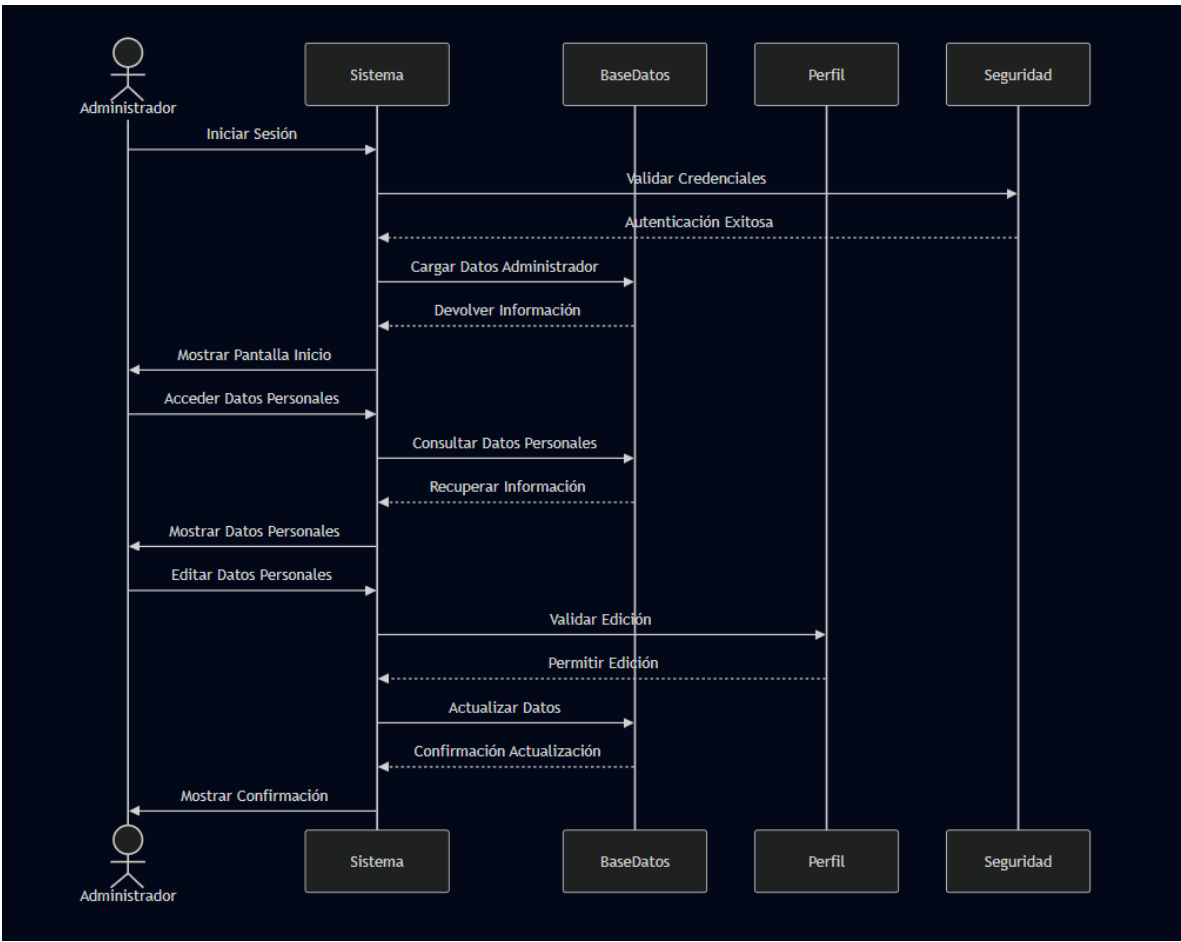 Administrador
Sistema
BaseDatos
Perfil
Seguridad
Iniciar Sesión
Validar Credenciales
Autenticación Exitosa
Cargar Datos Administrador
Devolver Información
Mostrar Pantalla Inicio
Acceder Datos Personales
Consultar Datos Personales
Recuperar Información
Mostrar Datos Personales
Editar Datos Personales
Validar Edición
Permitir Edición
Actualizar Datos
Confirmación Actualización
Mostrar Confirmación
Administrador
Sistema
BaseDatos
Perfil
Seguridad